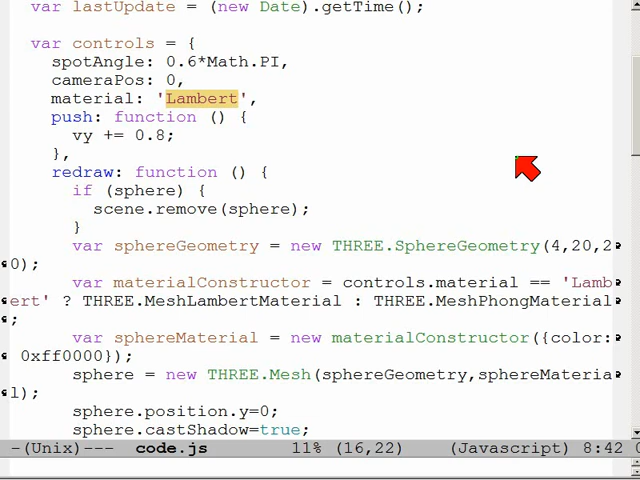 var lastUpdate = (new Date).getTime();
var controls = {
spotAngle: 0.6*Math.PI,
cameraPos: 0,
material: 'Lambert',
push: function () {
vy += 0.8;
},
redraw: function () {
if (sphere) {
scene.remove(sphere);
}
var sphereGeometry = new THREE.SphereGeometry(4,20,2
0);
var materialConstructor = controls.material == 'Lamb
ert' ? THREE.MeshLambertMaterial : THREE.MeshPhongMaterial
;
var sphereMaterial = new materialConstructor({color:
0xff0000});
sphere = new THREE.Mesh(sphereGeometry,sphereMateria
l);
sphere.position.y=0;
sphere.castShadow=true;
-(Unix)--- code.js 11% (16,22) (Javascript) 8:42 0